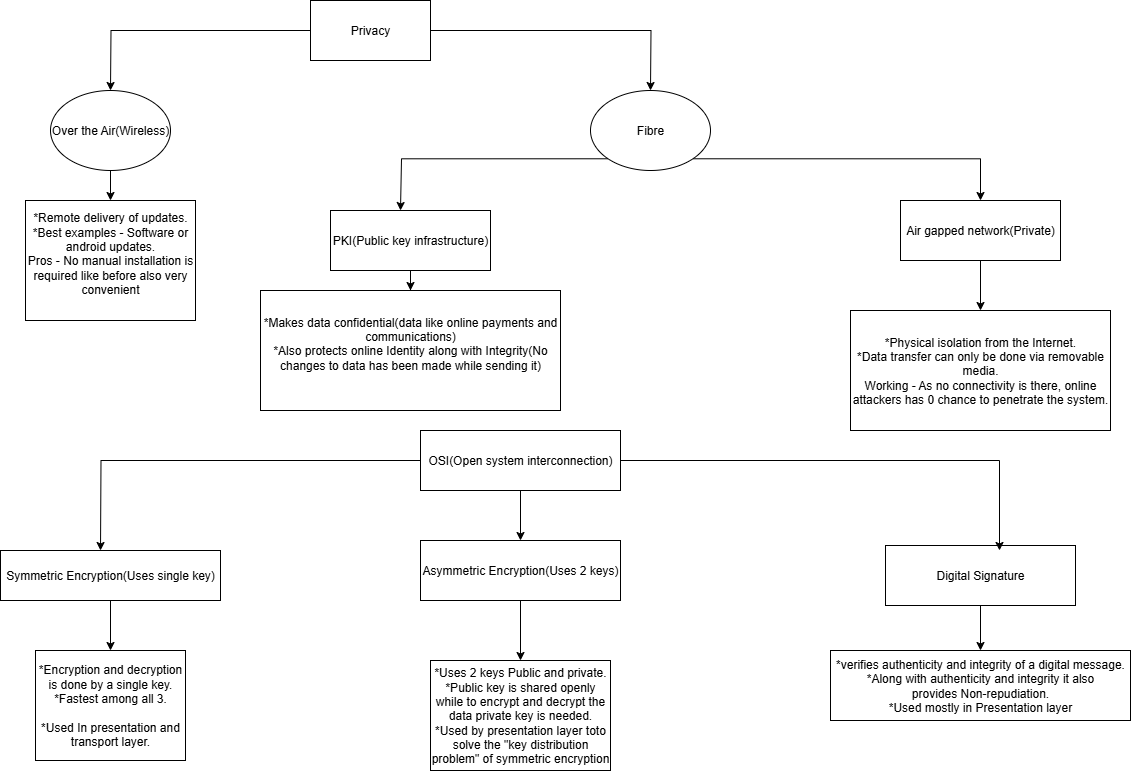 Privacy
Over the Air(Wireless)
Fibre
*Remote delivery of updates.
*Best examples - Software or
android updates.
Pros - No manual installation is
required like before also very
convenient
PKI(Public key infrastructure)
Air gapped network(Private)
*Makes data confidential(data like online payments and
communications)
*Also protects online Identity along with Integrity(No
changes to data has been made while sending it)
*Physical isolation from the Internet.
*Data transfer can only be done via removable
media.
Working - As no connectivity is there, online
attackers has 0 chance to penetrate the system.
OSI(Open system interconnection)
Symmetric Encryption(Uses single key)
Asymmetric Encryption(Uses 2 keys)
Digital Signature
*Encryption and decryption
is done by a single key.
*Fastest among all 3.
*Used In presentation and
transport layer.
*Uses 2 keys Public and private.
*Public key is shared openly
while to encrypt and decrypt the
data private key is needed.
*Used by presentation layer toto
solve the "key distribution
problem" of symmetric encryption
*verifies authenticity and integrity of a digital message.
*Along with authenticity and integrity it also
provides Non-repudiation.
*Used mostly in Presentation layer